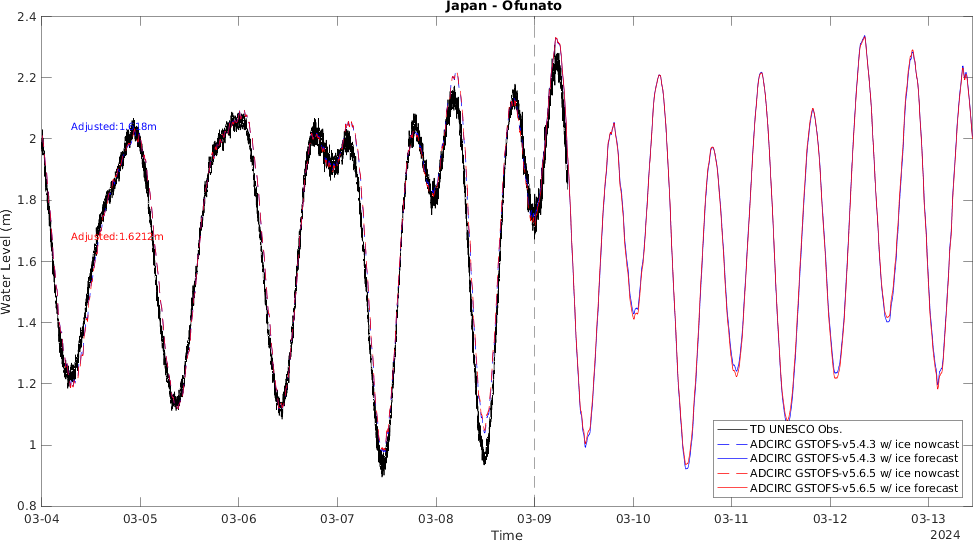 Japan - Ofunato
2.4
2.2
2
1.8
1.6
1.4
1.2
1
0.8
Water Level (m)
Adjusted:1.6212m
TD UNESCO Obs.
ADCIRC GSTOFS-v5.4.3 w/ ice nowcast
ADCIRC GSTOFS-v5.4.3 w/ ice forecast
ADCIRC GSTOFS-v5.6.5 w/ ice nowcast
ADCIRC GSTOFS-v5.6.5 w/ ice forecast
03-04 03-05 03-06 03-07 03-08 03-09 03-10 03-11 03-12 03-13
Time
2024